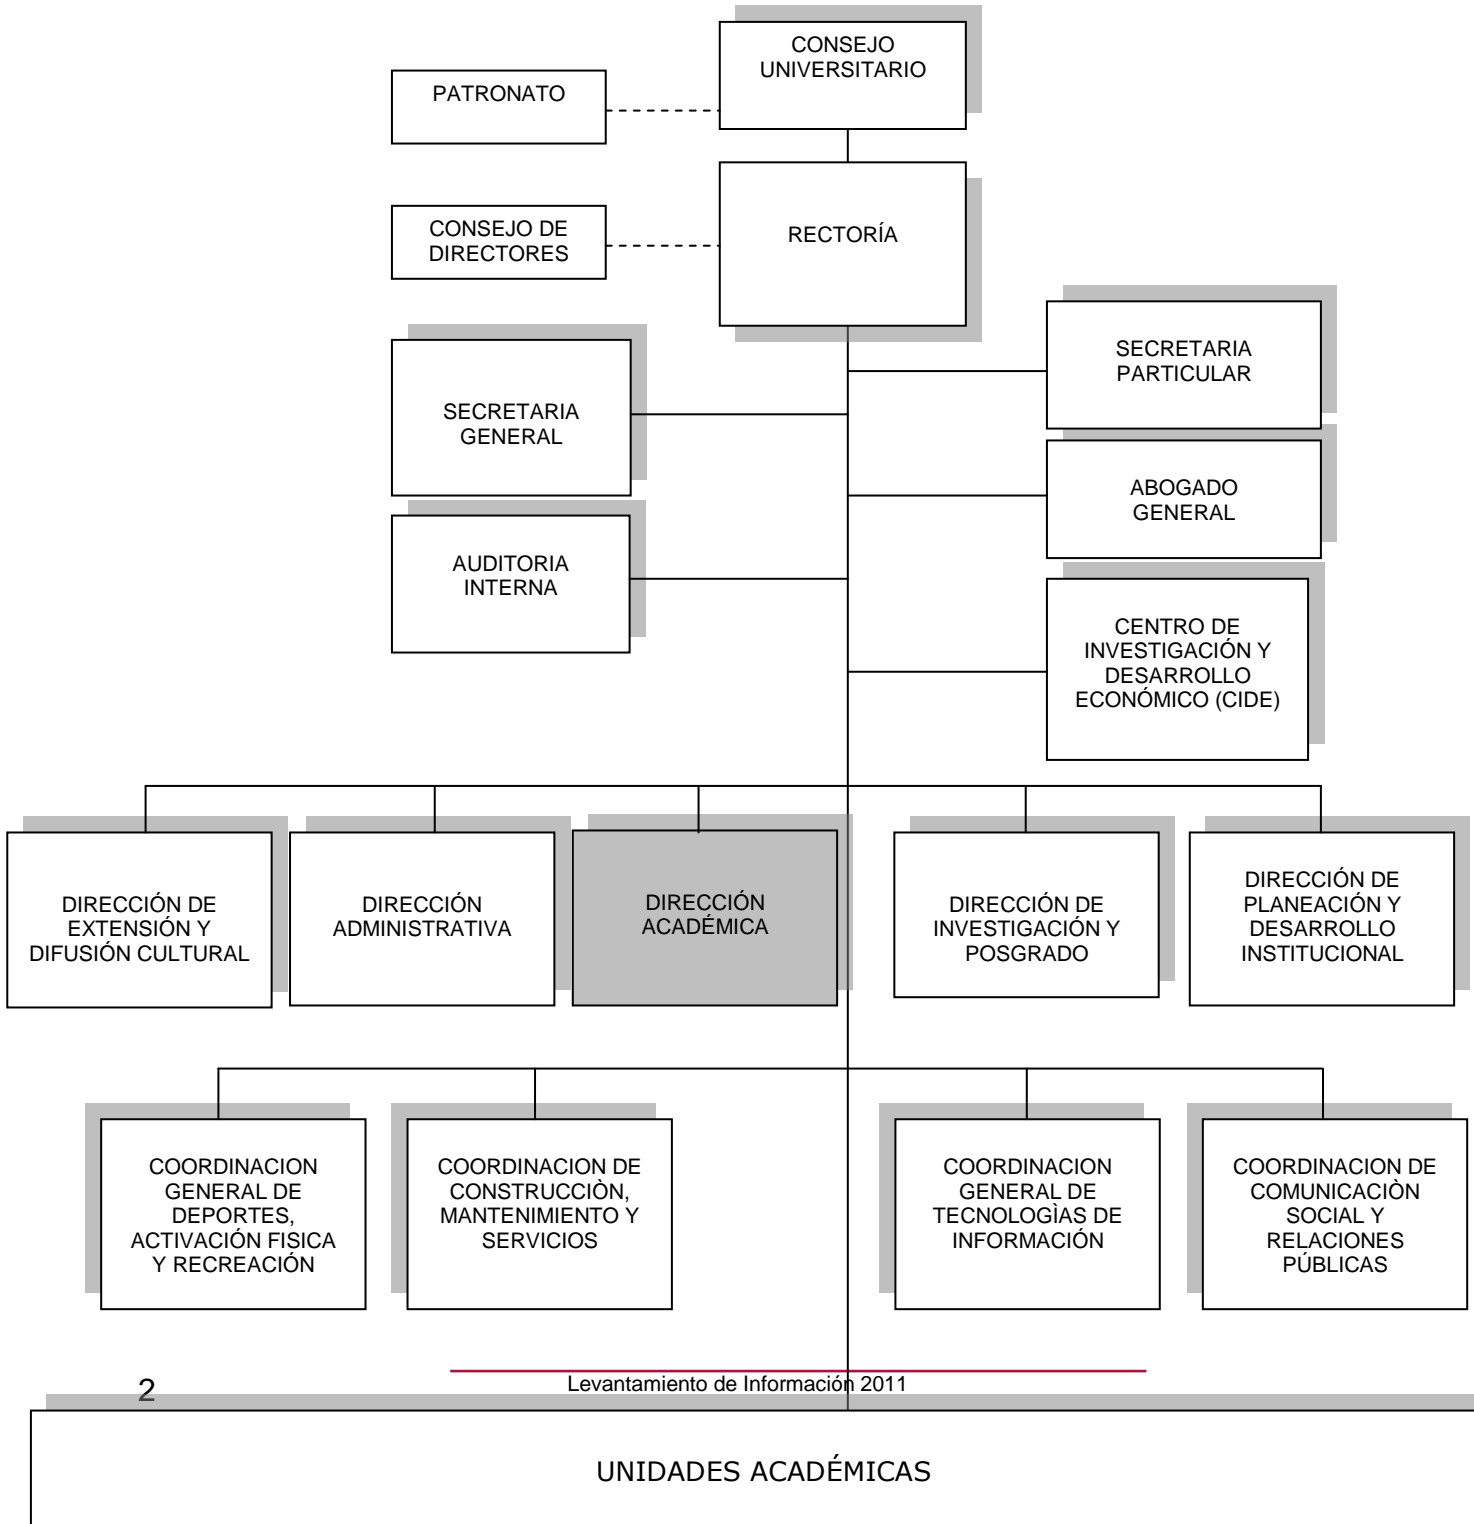 CONSEJO
UNIVERSITARIO
PATRONATO
RECTORÍA
CONSEJO DE
DIRECTORES
SECRETARIA
PARTICULAR
SECRETARIA
GENERAL
ABOGADO
GENERAL
AUDITORIA
INTERNA
CENTRO DE
INVESTIGACIÓN Y
DESARROLLO
ECONÓMICO (CIDE)
DIRECCIÓN DE
EXTENSIÓN Y
DIFUSIÓN CULTURAL
DIRECCIÓN
ADMINISTRATIVA
DIRECCIÓN
ACADÉMICA
DIRECCIÓN DE
INVESTIGACIÓN Y
POSGRADO
DIRECCIÓN DE
PLANEACIÓN Y
DESARROLLO
INSTITUCIONAL
COORDINACION
GENERAL DE
DEPORTES,
ACTIVACIÓN FISICA
Y RECREACIÓN
COORDINACION DE
CONSTRUCCIÒN,
MANTENIMIENTO Y
SERVICIOS
COORDINACION
GENERAL DE
TECNOLOGÌAS DE
INFORMACIÓN
COORDINACION DE
COMUNICACIÒN
SOCIAL Y
RELACIONES
PÚBLICAS
2
Levantamiento de Información 2011
UNIDADES ACADÉMICAS